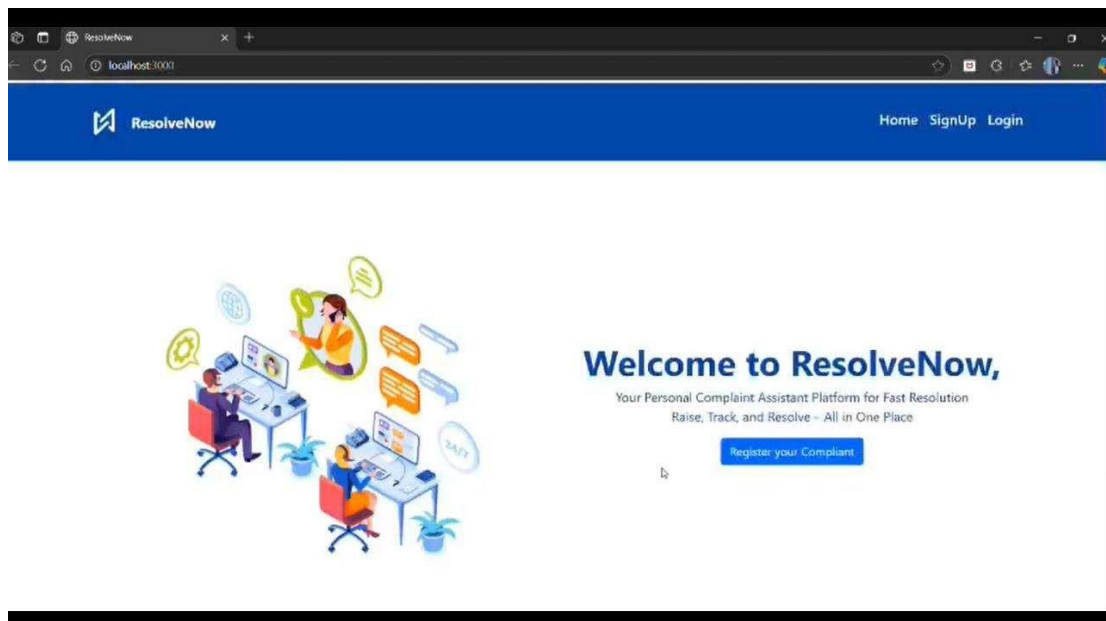 ResolveNow
localhost:3000
ResolveNow
Home SignUp Login
24/7
Welcome to ResolveNow,
Your Personal Complaint Assistant Platform for Fast Resolution
Raise, Track, and Resolve – All in One Place
Register your Compliant